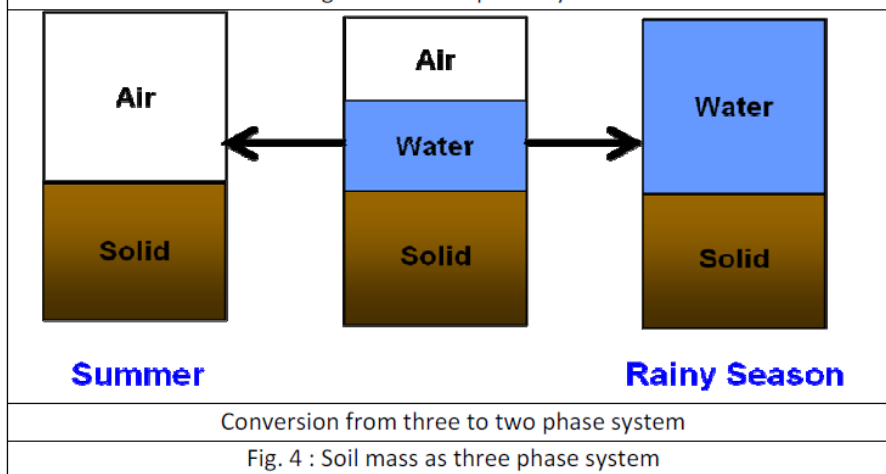 Air
Water
Solid
Air
Water
Solid
Solid
Summer
Rainy Season
Conversion from three to two phase system
Fig. 4 : Soil mass as three phase system